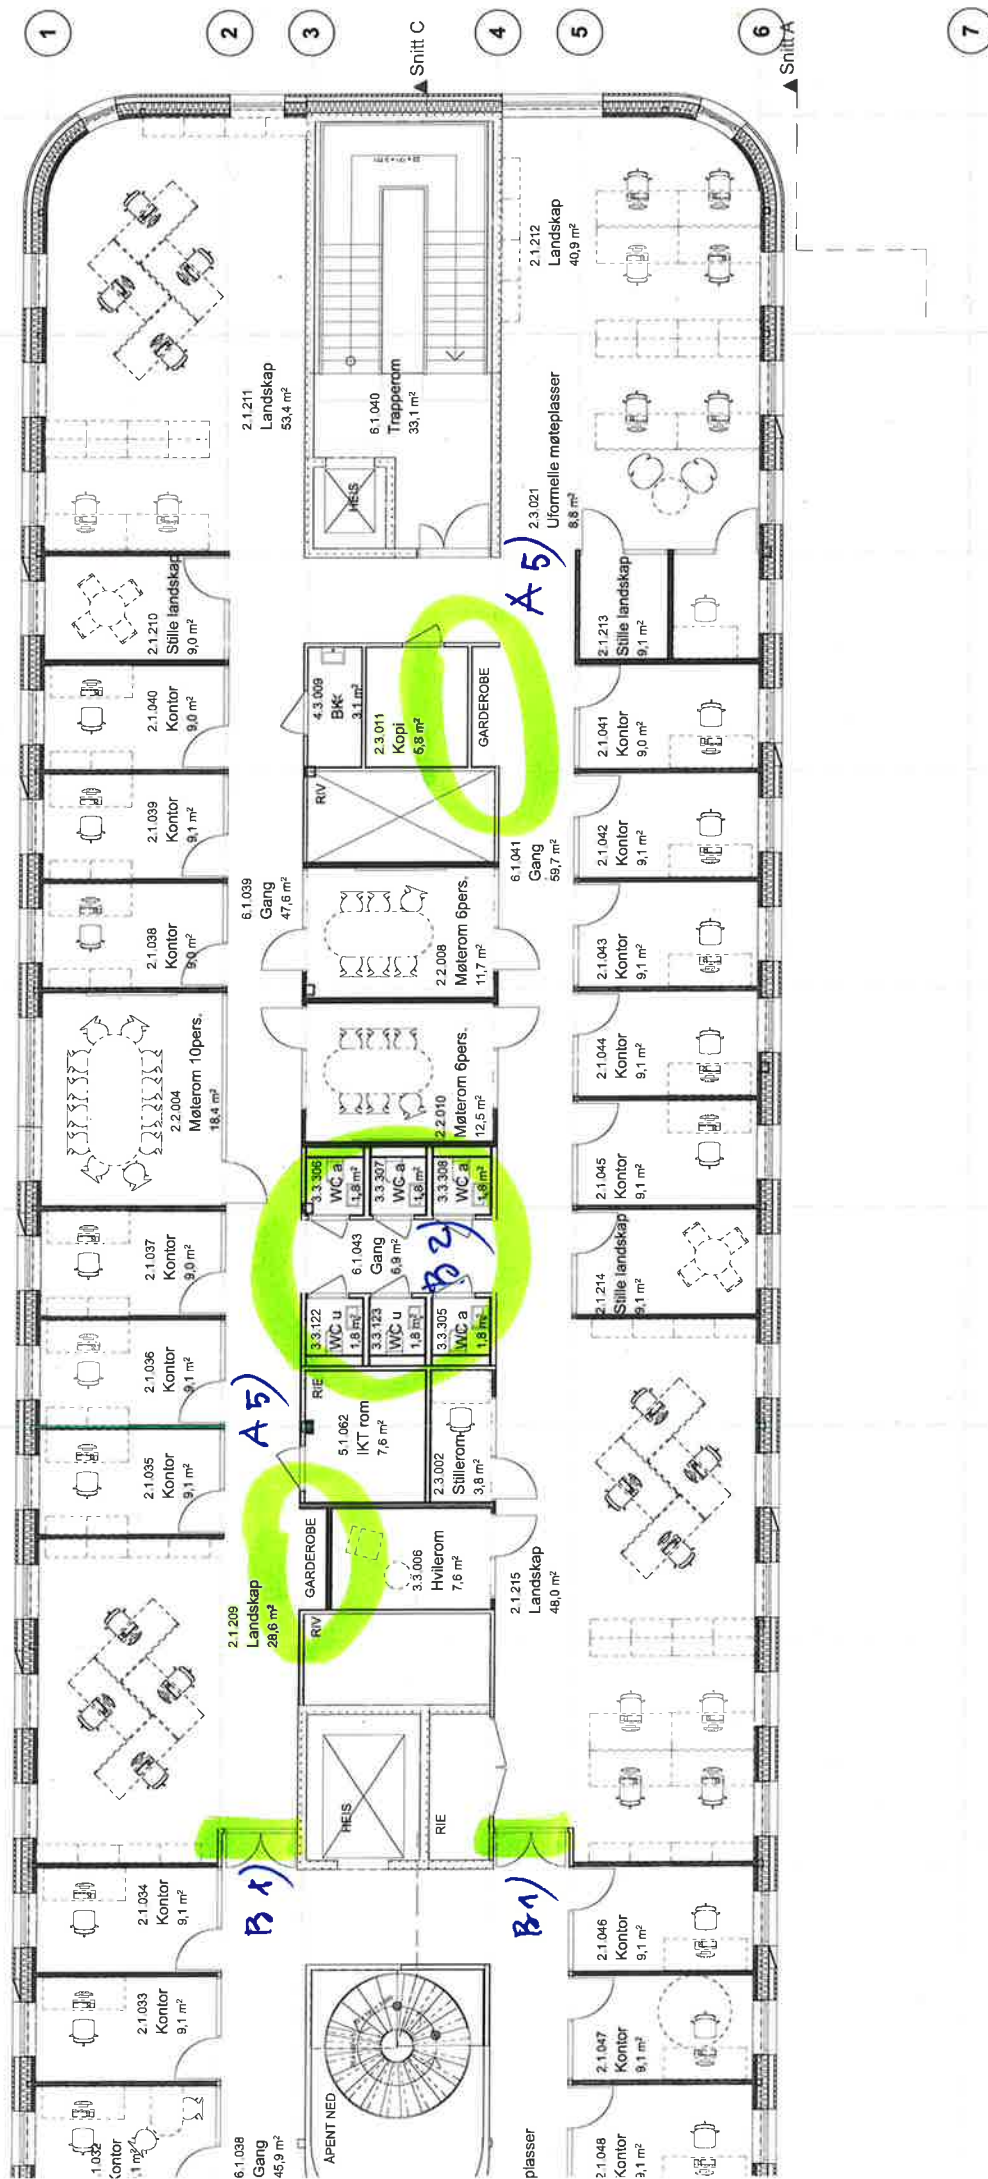 1
2
3
4
5
6
7
Snitt C
Snitt A
2.1.211
Landskap
53,4 m²
6.1.040
Trapperom
33,1 m²
HEIS
2.1.212
Landskap
40,9 m²
2.3.021
Uformelle møteplasser
8,8 m²
A 5)
2.1.210
Stille landskap
9,0 m²
2.1.213
Stille landskap
9,1 m²
2.1.040
Kontor
9,0 m²
4.3.009
BK
3,1 m²
2.3.011
Kopi
5,8 m²
GARDEROBE
2.1.041
Kontor
9,0 m²
2.1.039
Kontor
9,1 m²
RIV
2.1.042
Kontor
9,1 m²
6.1.041
Gang
59,7 m²
6.1.039
Gang
47,6 m²
2.1.038
Kontor
9,0 m²
2.2.008
Møterom 6pers.
11,7 m²
2.1.043
Kontor
9,1 m²
2.2.004
Møterom 10pers.
18,4 m²
2.2.010
Møterom 6pers.
12,5 m²
2.1.044
Kontor
9,1 m²
2.1.045
Kontor
9,1 m²
3.3.306
WC a
1,8 m²
3.3.307
WC a
1,8 m²
3.3.308
WC a
1,8 m²
2.1.037
Kontor
9,0 m²
6.1.043
Gang
6,9 m²
B 2)
2.1.214
Stille landskap
9,1 m²
3.3.122
WC u
1,8 m²
3.3.123
WC u
1,8 m²
3.3.305
WC a
1,8 m²
2.1.036
Kontor
9,1 m²
A 5)
RIE
5.1.062
IKT rom
7,6 m²
2.3.002
Stillerom
3,8 m²
2.1.035
Kontor
9,1 m²
2.1.209
Landskap
28,6 m²
GARDEROBE
3.3.006
Hvilerom
7,6 m²
2.1.215
Landskap
48,0 m²
RIV
HEIS
RIE
B 1)
B1)
2.1.034
Kontor
9,1 m²
2.1.046
Kontor
9,1 m²
2.1.033
Kontor
9,1 m²
2.1.047
Kontor
9,1 m²
ÅPENT NED
1.032
Kontor
6.1.038
Gang
45,9 m²
plasser
2.1.048
Kontor
9,1 m²